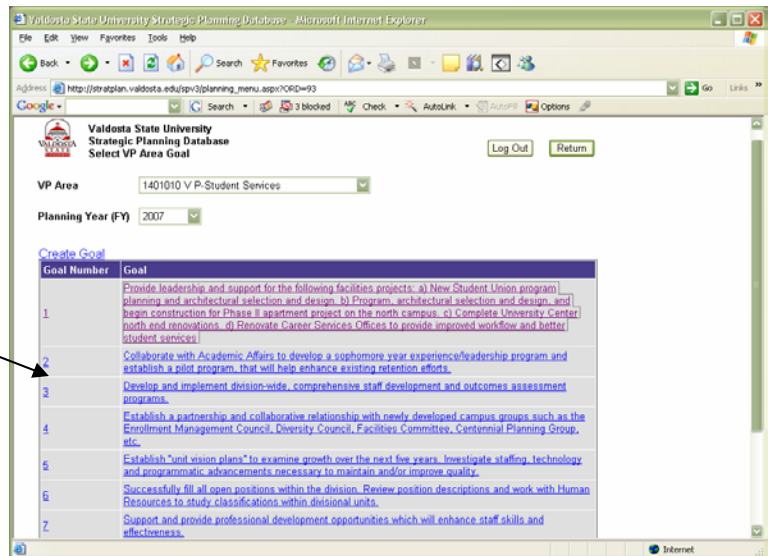 Valdosta State University Strategic Planning Database - Microsoft Internet Explorer
File Edit View Favorites Tools Help
Back Search Favorites
Address http://stratplan.valdosta.edu/spv3/planning_menu.aspx?ORD=93 Go Links »
Google Search 3 blocked Check AutoLink AutoFill Options
VALDOSTA STATE
Valdosta State University
Strategic Planning Database
Select VP Area Goal
Log Out Return
VP Area 1401010 V P-Student Services
Planning Year (FY) 2007
Create Goal
Goal Number Goal
1 Provide leadership and support for the following facilities projects: a) New Student Union program
planning and architectural selection and design. b) Program, architectural selection and design, and
begin construction for Phase II apartment project on the north campus. c) Complete University Center
north end renovations. d) Renovate Career Services Offices to provide improved workflow and better
student services
2 Collaborate with Academic Affairs to develop a sophomore year experience/leadership program and
establish a pilot program, that will help enhance existing retention efforts.
3 Develop and implement division-wide, comprehensive staff development and outcomes assessment
programs.
4 Establish a partnership and collaborative relationship with newly developed campus groups such as the
Enrollment Management Council, Diversity Council, Facilities Committee, Centennial Planning Group,
etc.
5 Establish "unit vision plans" to examine growth over the next five years. Investigate staffing, technology
and programmatic advancements necessary to maintain and/or improve quality.
6 Successfully fill all open positions within the division. Review position descriptions and work with Human
Resources to study classifications within divisional units.
7 Support and provide professional development opportunities which will enhance staff skills and
effectiveness.
Internet